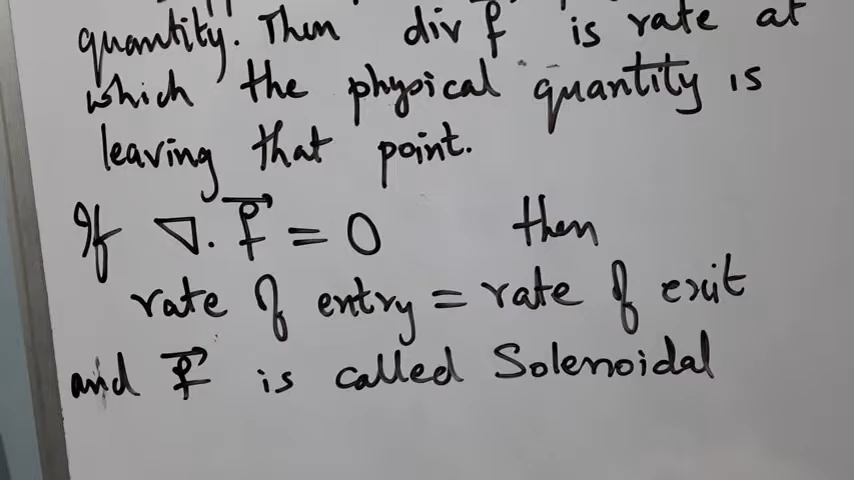 quantity. Then div f⃗ is rate at
which the physical quantity is
leaving that point.
If ∇. f⃗ = 0 then
rate of entry = rate of exit
and f⃗ is called Solenoidal